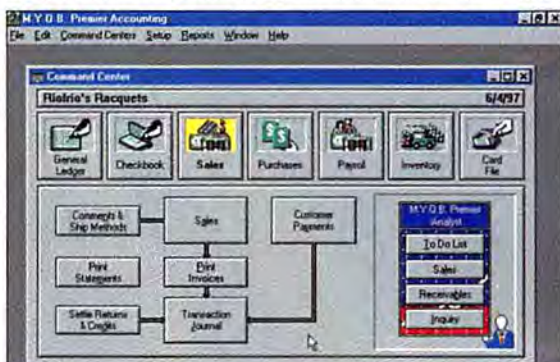 M.Y.O.B. Premier Accounting
File Edit Command Centers Setup Reports Window Help
Command Center
Rialrio's Racquets 6/4/97
General
Ledger
Checkbook
Sales
Purchases
Payroll
Inventory
Card
File
Comments &
Ship Methods
Sales
Customer
Payments
Print
Statements
Print
Invoices
Settle Returns
& Credits
Transaction
Journal
M.Y.O.B. Premier
Analyst
To Do List
Sales
Receivables
Inquiry